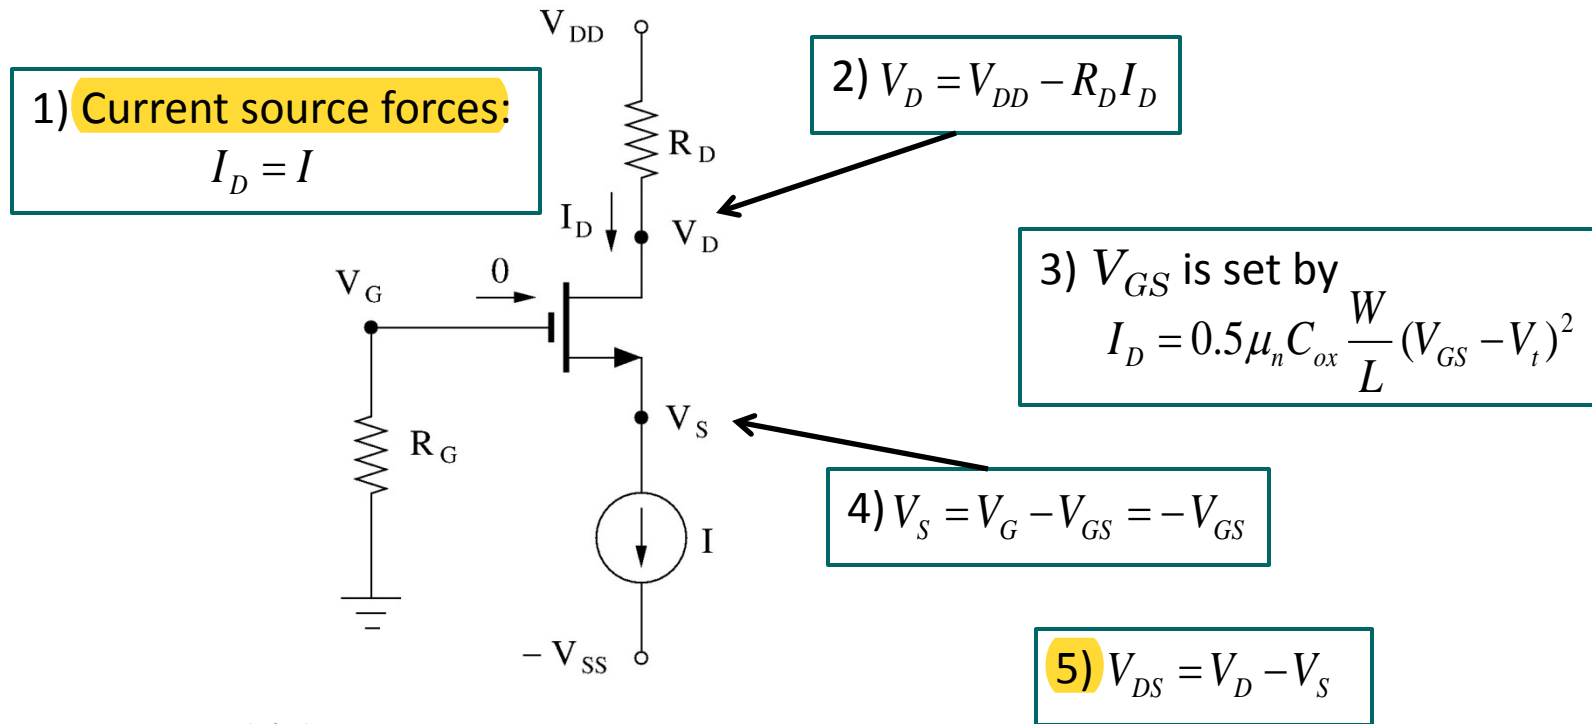 V_DD
1) Current source forces:
I_D = I
2) V_D = V_DD − R_D I_D
R_D
I_D
V_D
V_G
0
3) V_GS is set by
I_D = 0.5 μ_n C_ox W/L (V_GS − V_t)^2
V_S
R_G
4) V_S = V_G − V_GS = −V_GS
I
− V_SS
5) V_DS = V_D − V_S